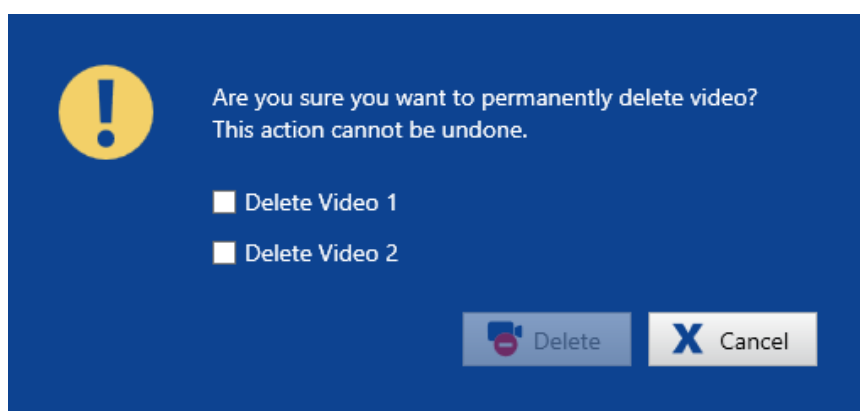 Are you sure you want to permanently delete video?
This action cannot be undone.
Delete Video 1
Delete Video 2
Delete
Cancel